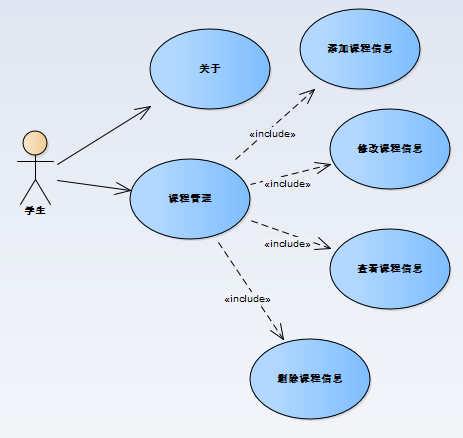 添加课程信息
关于
«include»
修改课程信息
«include»
课程管理
学生
«include»
查看课程信息
«include»
删除课程信息